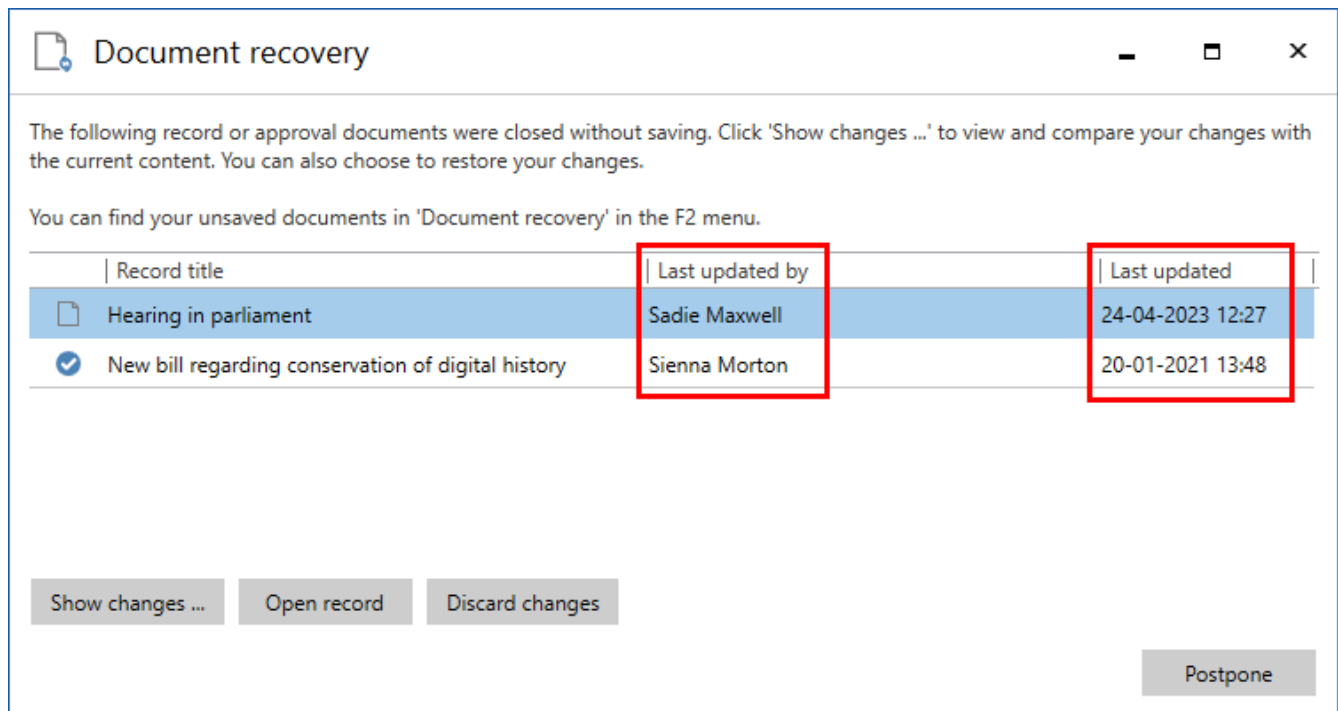 Document recovery
The following record or approval documents were closed without saving. Click 'Show changes ...' to view and compare your changes with
the current content. You can also choose to restore your changes.
You can find your unsaved documents in 'Document recovery' in the F2 menu.
Record title Last updated by Last updated
Hearing in parliament Sadie Maxwell 24-04-2023 12:27
New bill regarding conservation of digital history Sienna Morton 20-01-2021 13:48
Show changes ... Open record Discard changes
Postpone